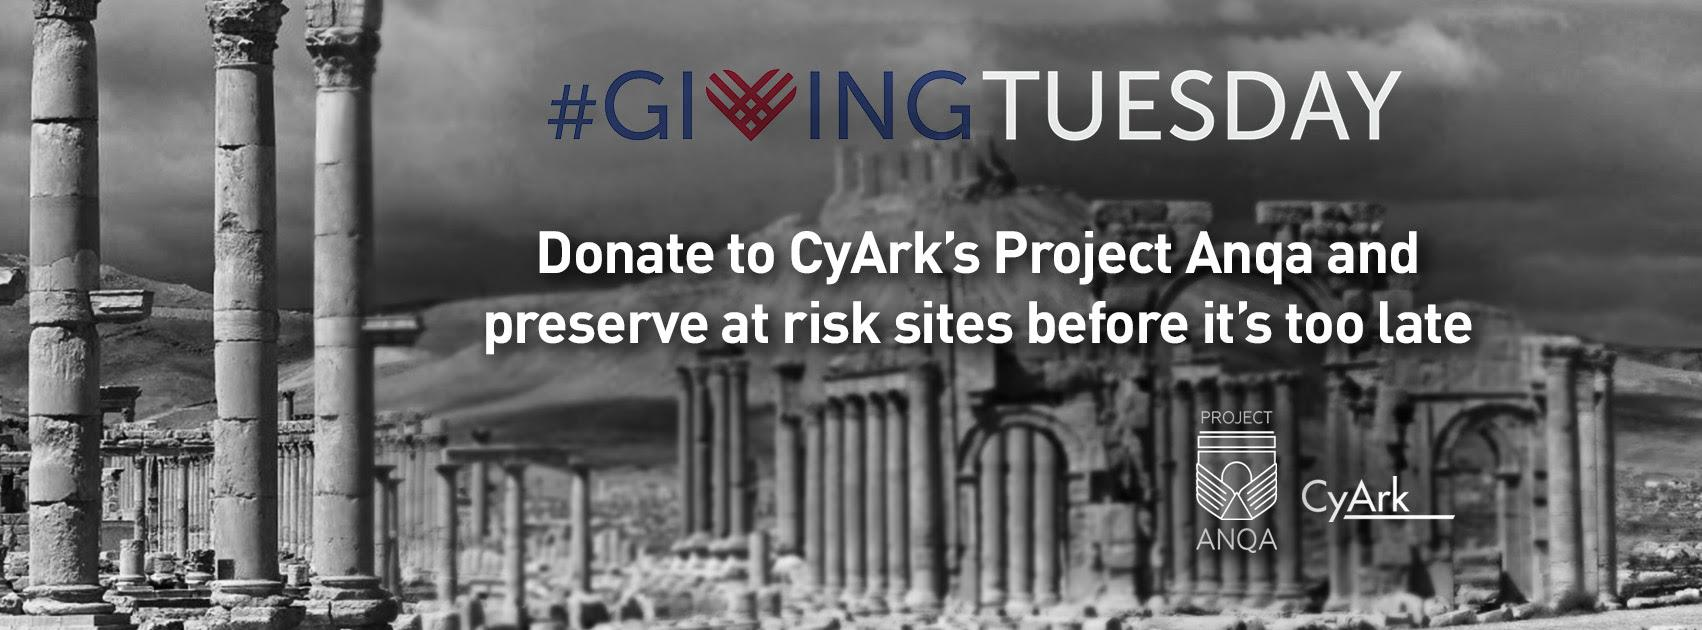 #GIVINGTUESDAY
Donate to CyArk's Project Anqa and
preserve at risk sites before it's too late
PROJECT
ANQA
CyArk